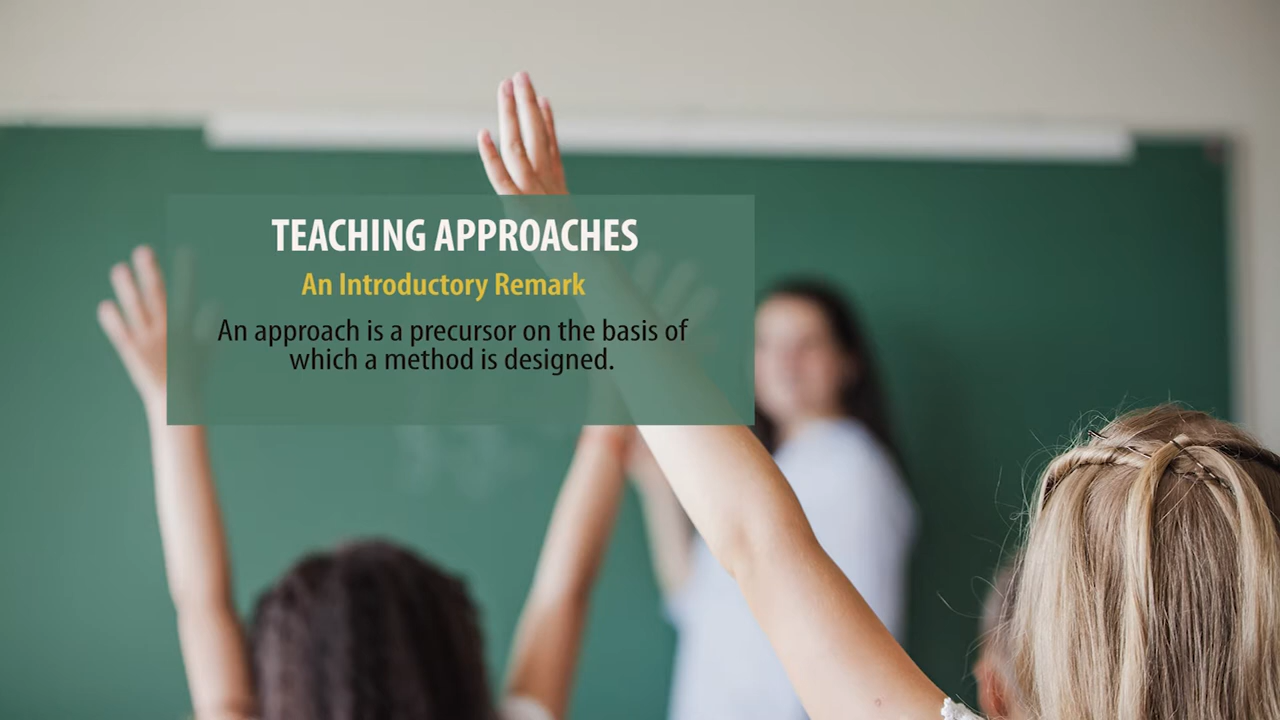 TEACHING APPROACHES
An Introductory Remark
An approach is a precursor on the basis of
which a method is designed.